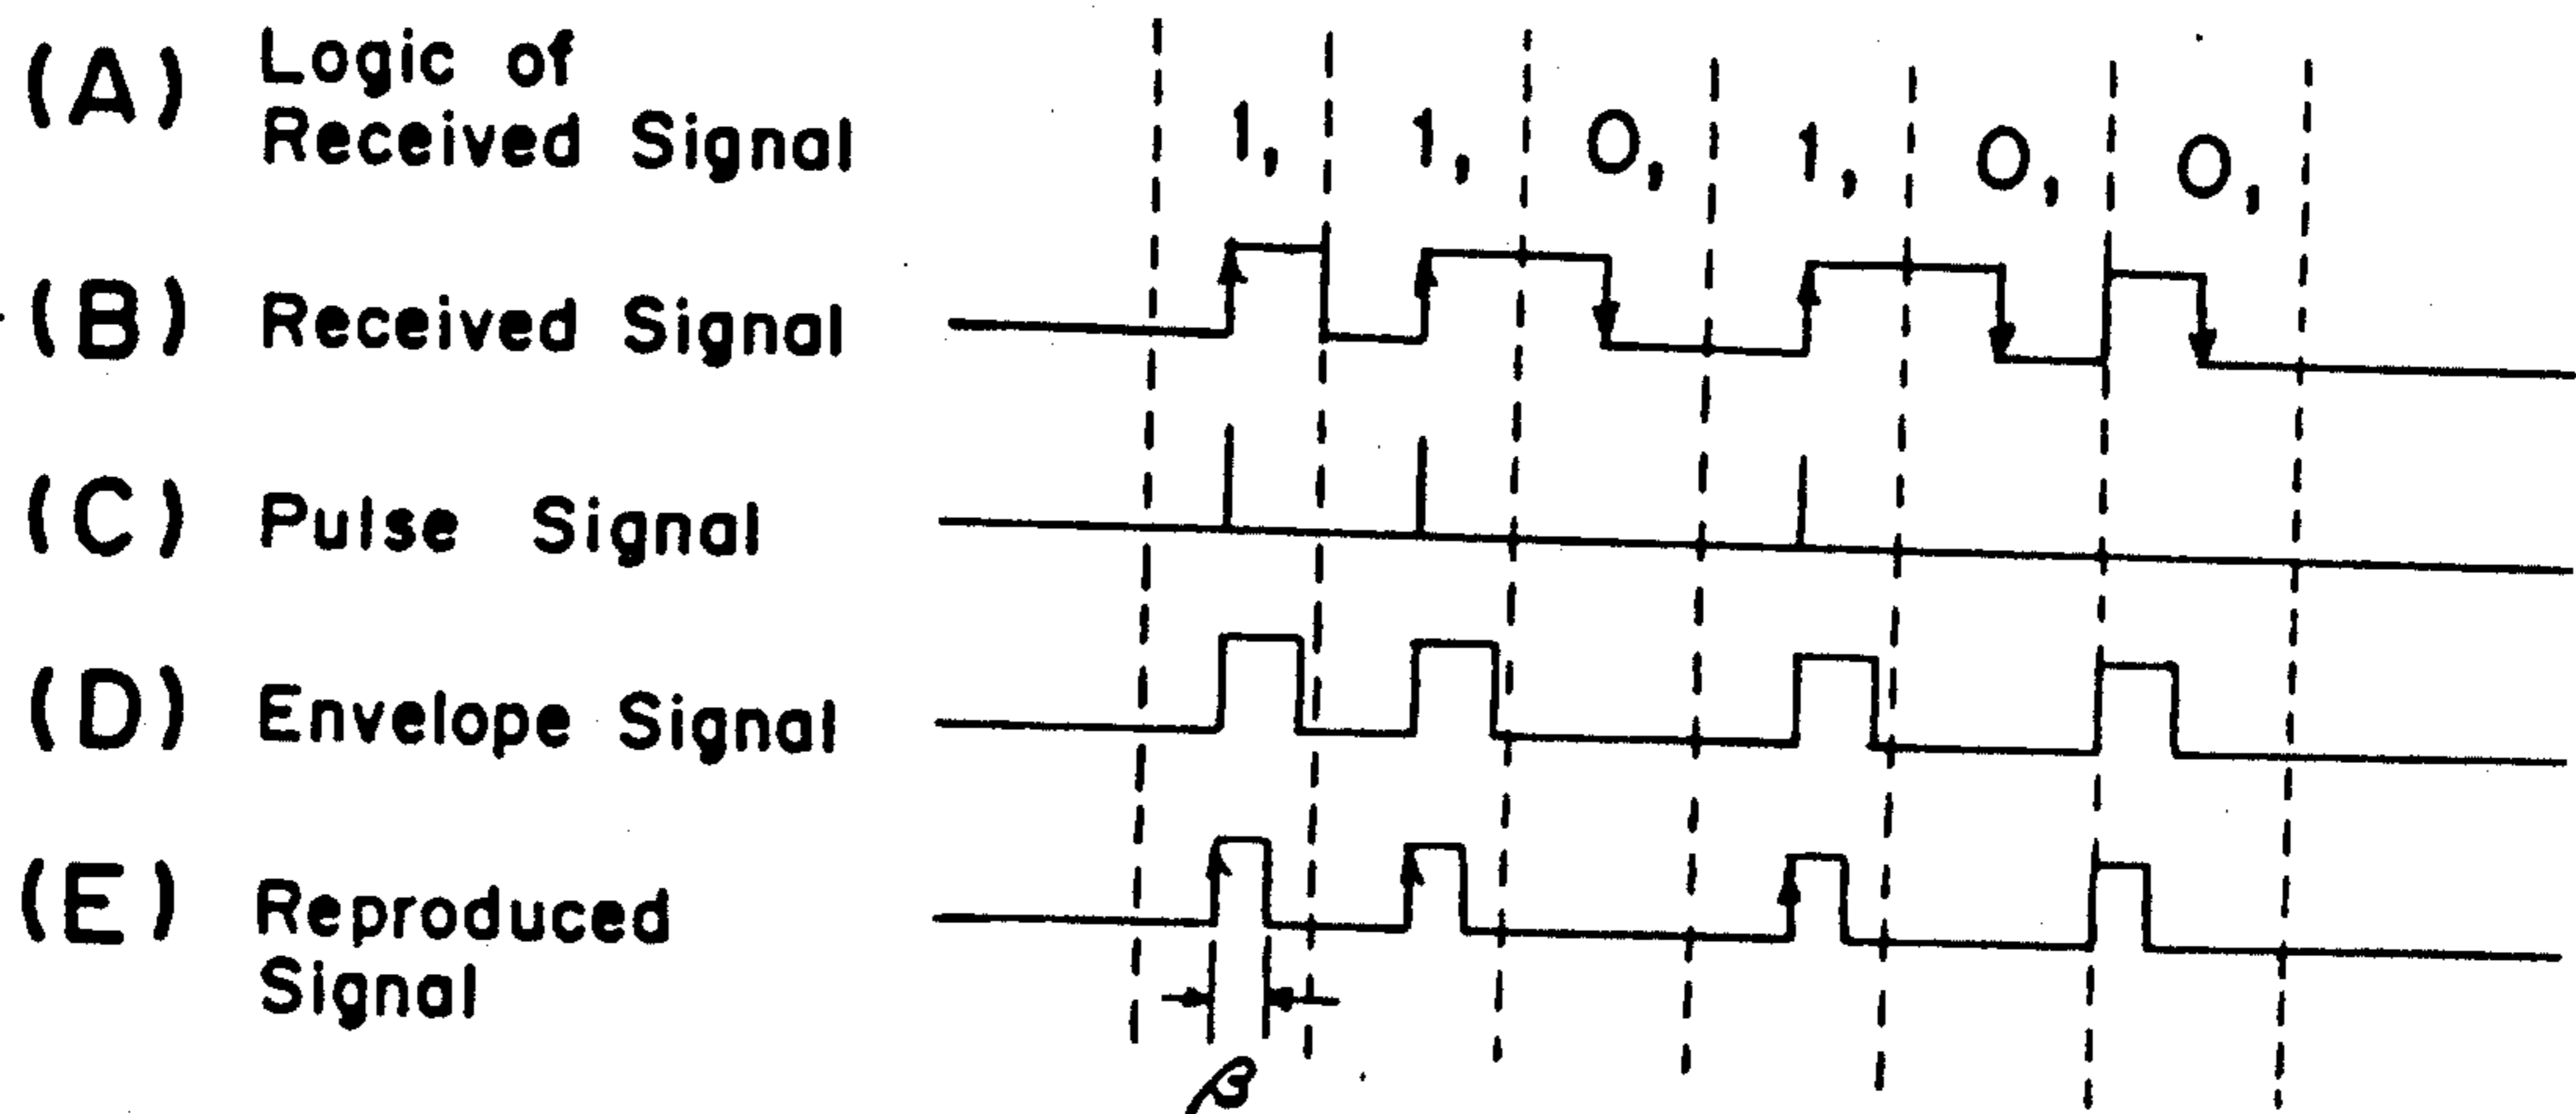 (A) Logic of
Received Signal
1, 1, 0, 1, 0, 0,
(B) Received Signal
(C) Pulse Signal
(D) Envelope Signal
(E) Reproduced
Signal
β